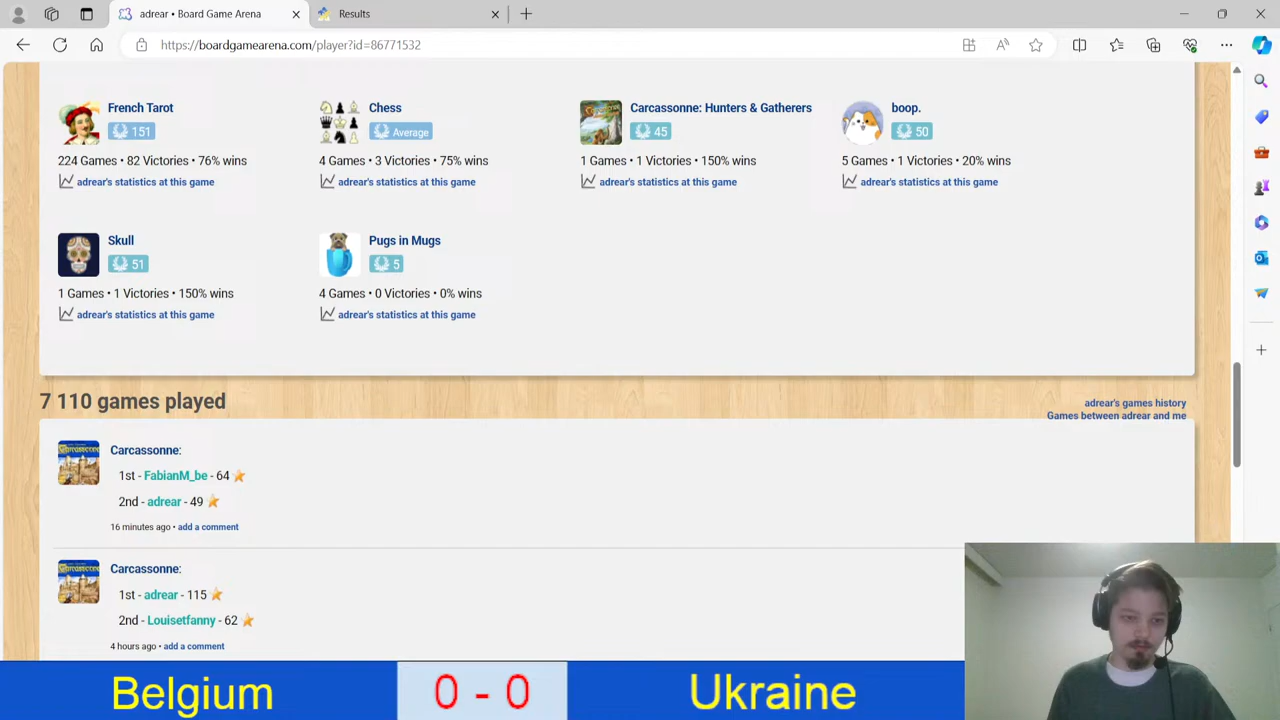 adrear • Board Game Arena
Results
https://boardgamearena.com/player?id=86771532
French Tarot
151
224 Games • 82 Victories • 76% wins
adrear's statistics at this game
Chess
Average
4 Games • 3 Victories • 75% wins
adrear's statistics at this game
Carcassonne: Hunters & Gatherers
45
1 Games • 1 Victories • 150% wins
adrear's statistics at this game
boop.
50
5 Games • 1 Victories • 20% wins
adrear's statistics at this game
Skull
51
1 Games • 1 Victories • 150% wins
adrear's statistics at this game
Pugs in Mugs
5
4 Games • 0 Victories • 0% wins
adrear's statistics at this game
7 110 games played
adrear's games history
Games between adrear and me
Carcassonne:
1st - FabianM_be - 64
2nd - adrear - 49
16 minutes ago • add a comment
Carcassonne:
1st - adrear - 115
2nd - Louisetfanny - 62
4 hours ago • add a comment
Belgium
0 - 0
Ukraine